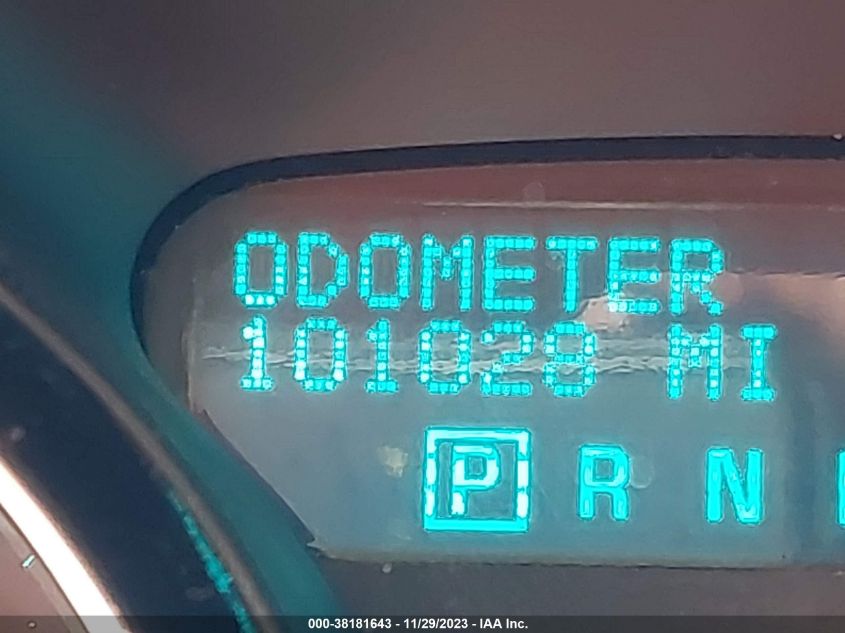 ODOMETER
101028 MI
P R N
000-38181643 - 11/29/2023 - IAA Inc.